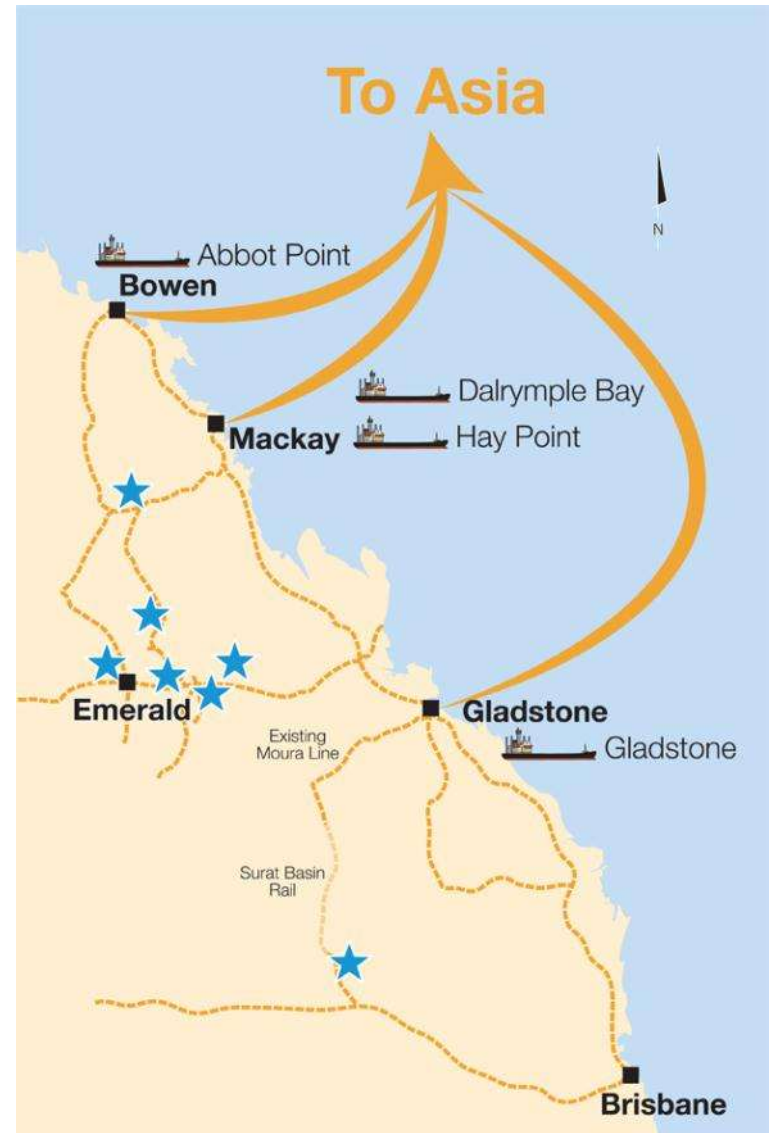 To Asia
N
Abbot Point
Bowen
Dalrymple Bay
Mackay
Hay Point
Emerald
Gladstone
Existing
Moura Line
Gladstone
Surat Basin
Rail
Brisbane